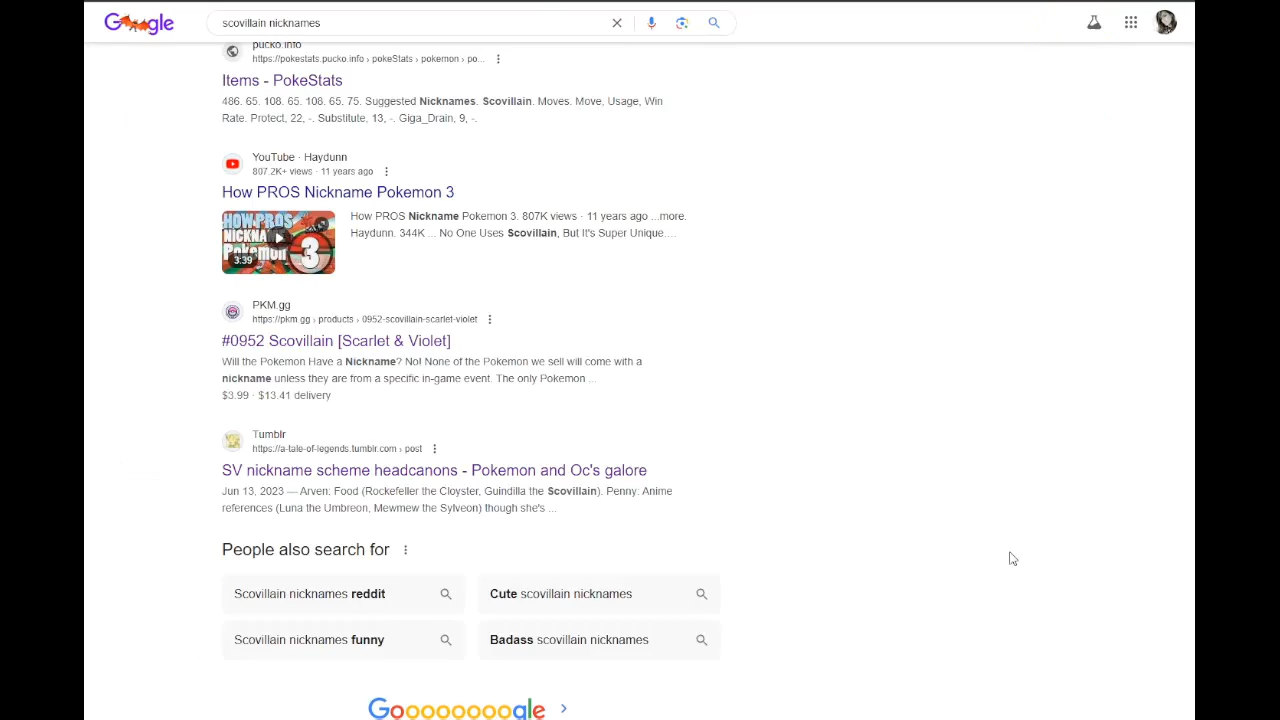 Google
scovillain nicknames
pucko.info
https://pokestats.pucko.info › pokeStats › pokemon › po...
Items - PokeStats
486. 65. 108. 65. 108. 65. 75. Suggested Nicknames. Scovillain. Moves. Move, Usage, Win
Rate. Protect, 22, -. Substitute, 13, -. Giga_Drain, 9, -.
YouTube · Haydunn
807.2K+ views · 11 years ago
How PROS Nickname Pokemon 3
HOW PROS
NICKNA
Pokemon
3
3:39
How PROS Nickname Pokemon 3. 807K views · 11 years ago ...more.
Haydunn. 344K ... No One Uses Scovillain, But It's Super Unique....
PKM.gg
https://pkm.gg › products › 0952-scovillain-scarlet-violet
#0952 Scovillain [Scarlet & Violet]
Will the Pokemon Have a Nickname? No! None of the Pokemon we sell will come with a
nickname unless they are from a specific in-game event. The only Pokemon ...
$3.99 · $13.41 delivery
Tumblr
https://a-tale-of-legends.tumblr.com › post
SV nickname scheme headcanons - Pokemon and Oc's galore
Jun 13, 2023 — Arven: Food (Rockefeller the Cloyster, Guindilla the Scovillain). Penny: Anime
references (Luna the Umbreon, Mewmew the Sylveon) though she's ...
People also search for
Scovillain nicknames reddit
Cute scovillain nicknames
Scovillain nicknames funny
Badass scovillain nicknames
Gooooooooogle